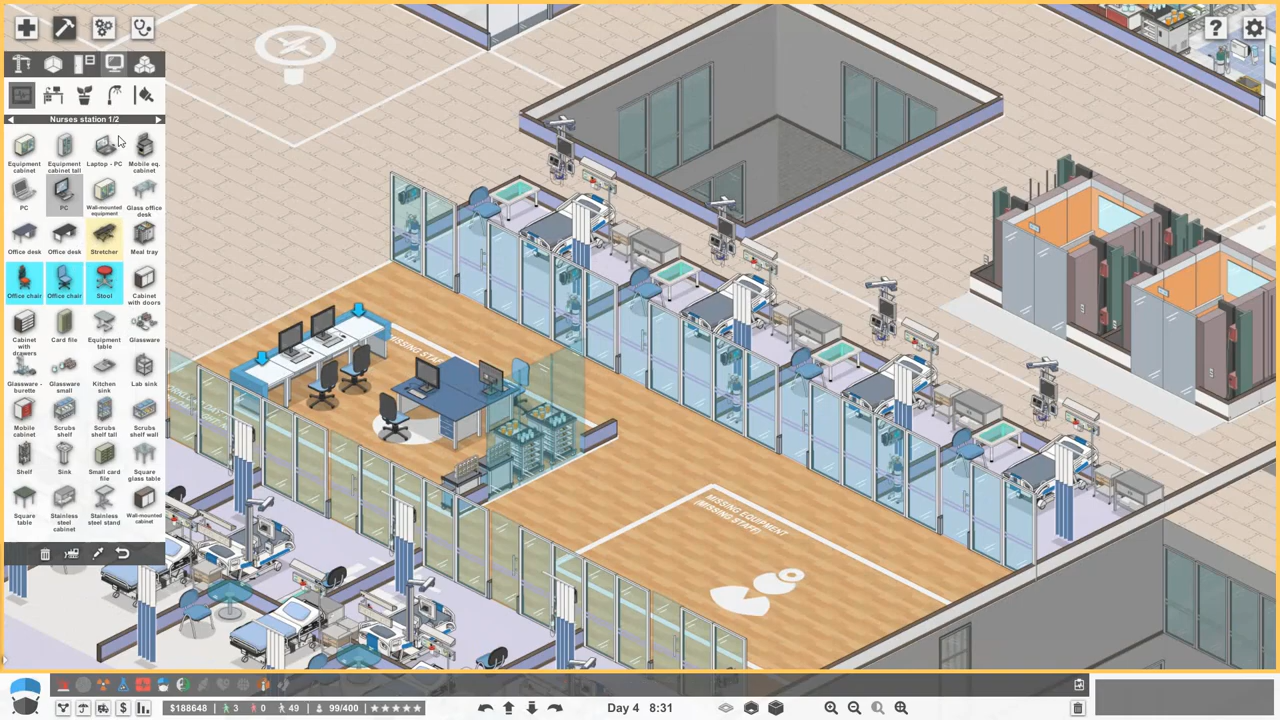 Nurses station 1/2
Equipment cabinet
Equipment cabinet tall
Laptop - PC
Mobile eq. cabinet
PC
PC
Wall-mounted equipment
Glass office desk
Office desk
Office desk
Stretcher
Meal tray
Office chair
Office chair
Stool
Cabinet with doors
Cabinet with drawers
Card file
Equipment table
Glassware
Glassware - burette
Glassware small
Kitchen sink
Lab sink
Mobile cabinet
Scrubs shelf
Scrubs shelf tall
Scrubs shelf wall
Shelf
Sink
Small card file
Square glass table
Square table
Stainless steel cabinet
Stainless steel stand
Wall-mounted cabinet
MISSING EQUIPMENT
(MISSING STAFF)
$188648
3
0
49
99/400
Day 4 8:31
?